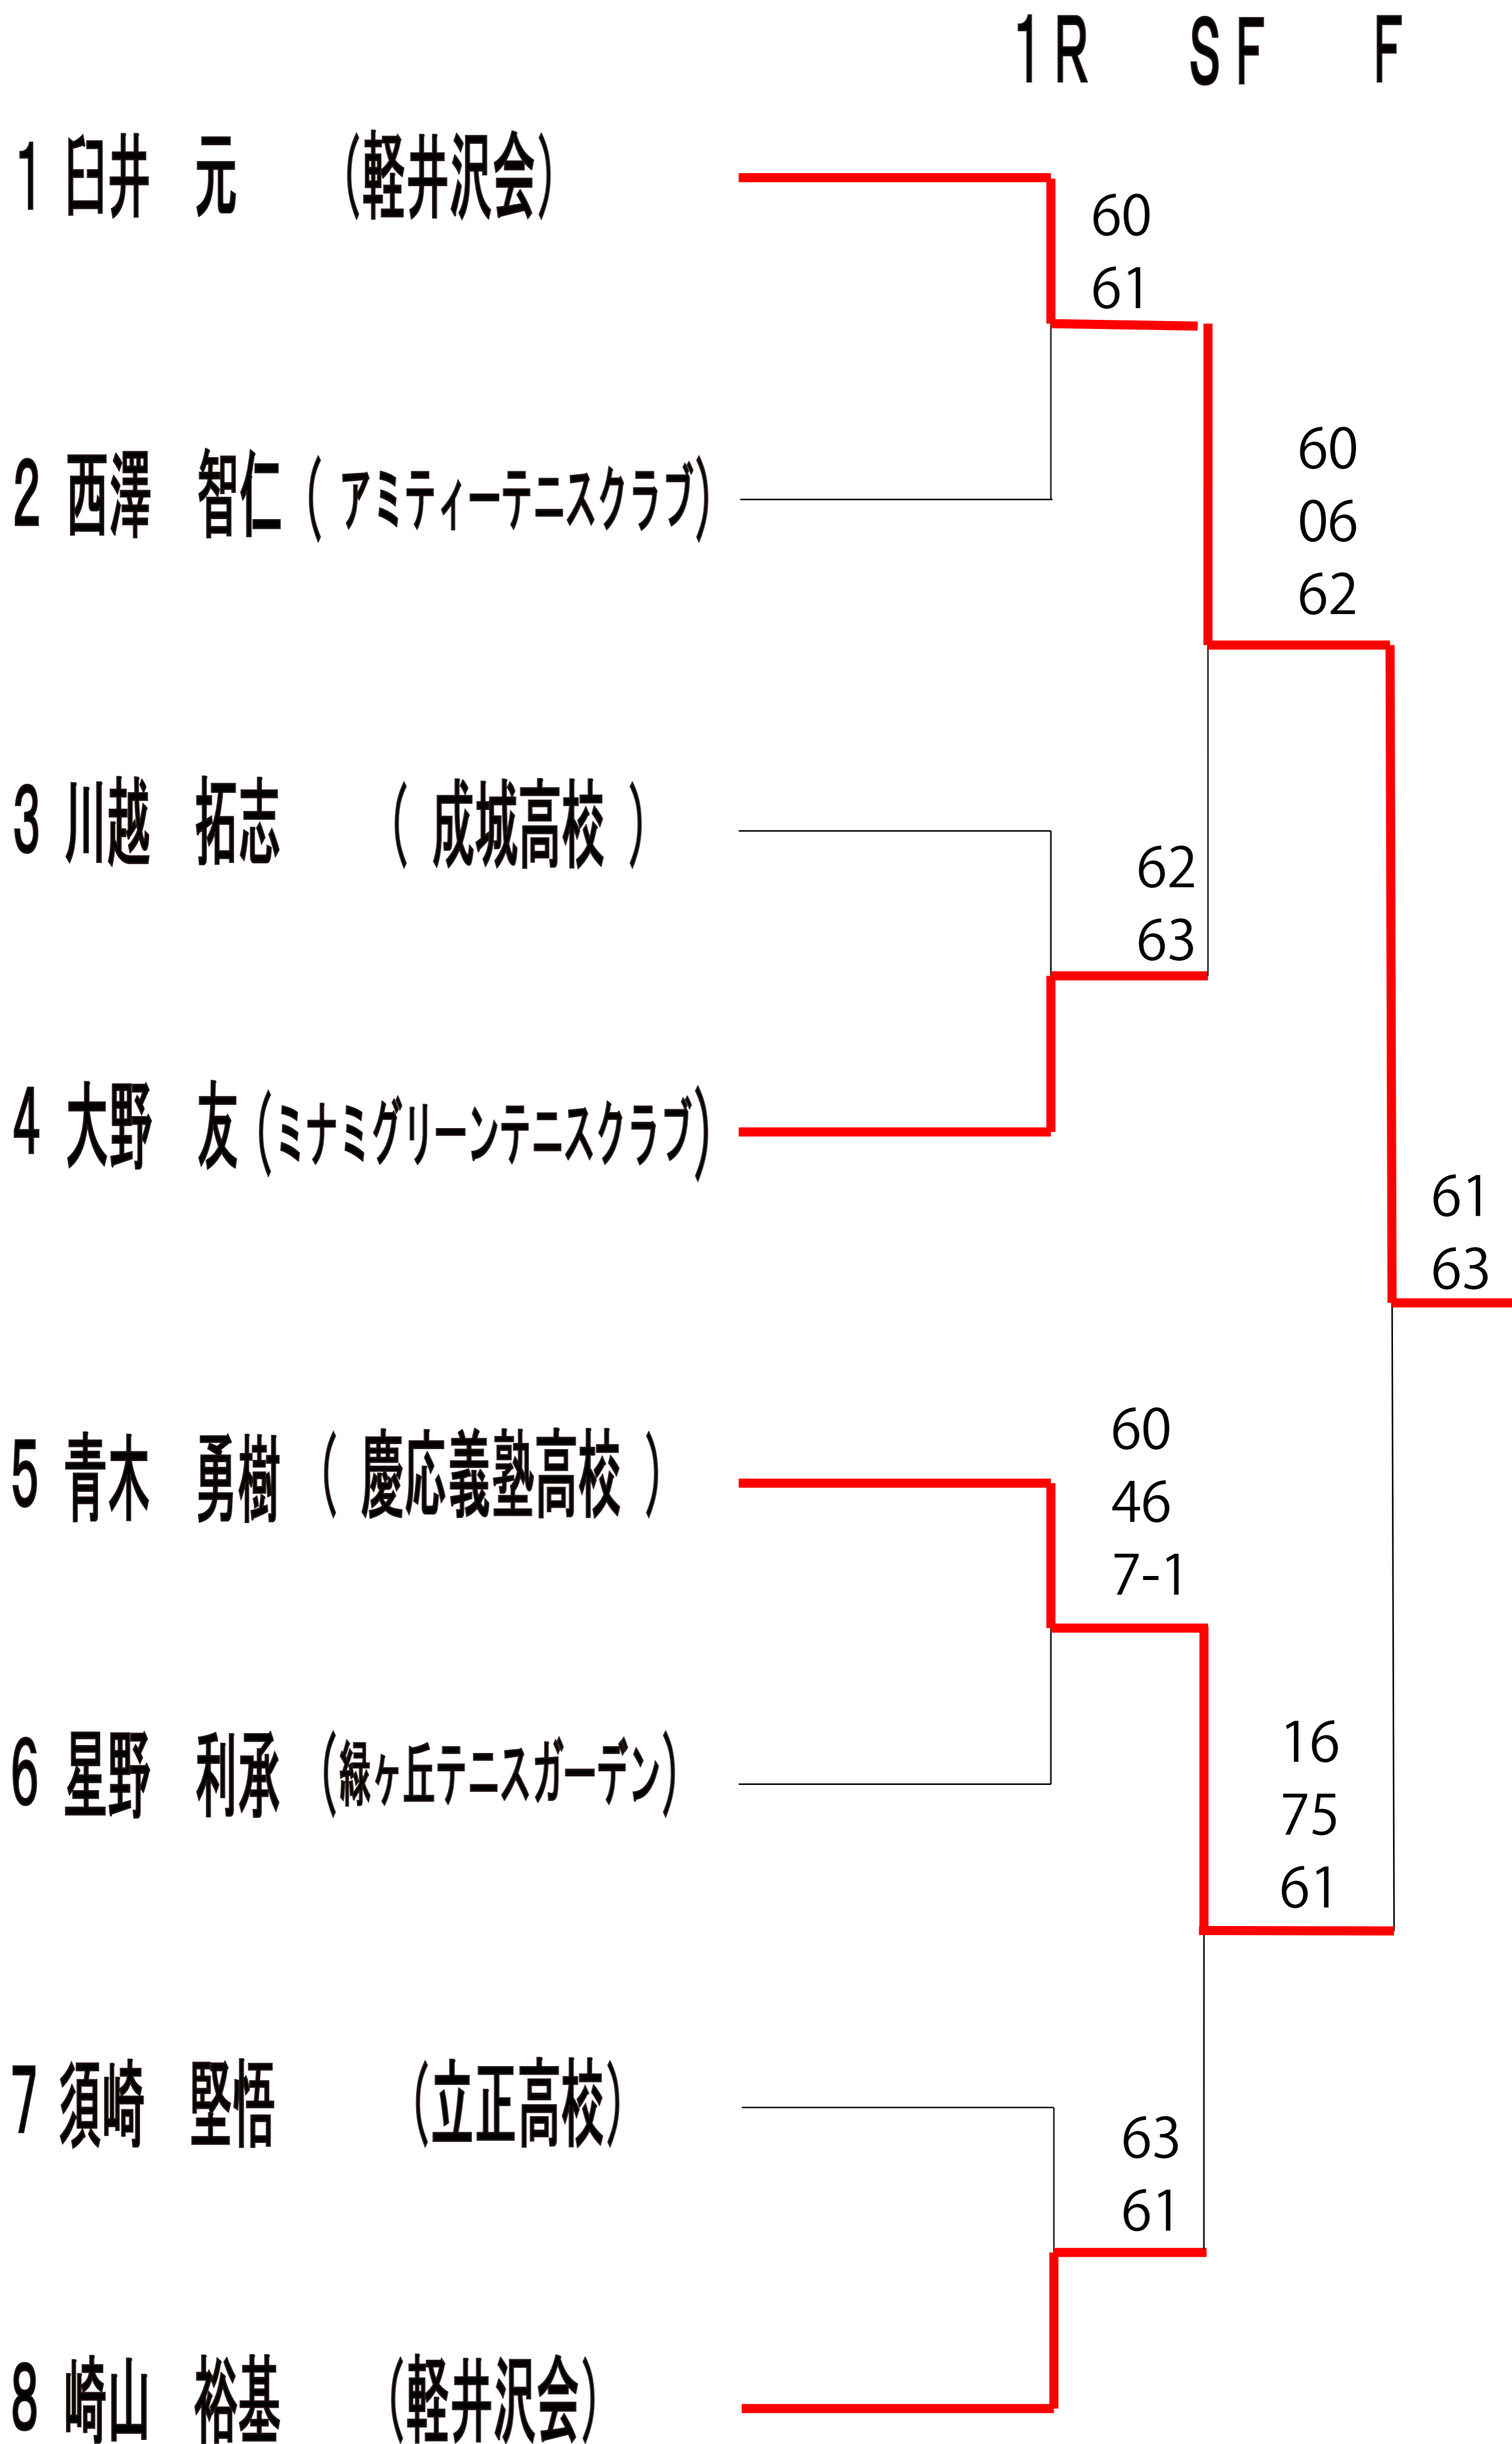 1R SF F
1 臼井 元 (軽井沢会)
60
61
2 西澤 智仁 ( アミティーテニスクラブ)
60
06
62
3 川越 拓志 ( 成城高校 )
62
63
4 大野 友 (ミナミグリーンテニスクラブ)
61
63
5 青木 勇樹 ( 慶応義塾高校 )
60
46
7-1
6 星野 利承 (緑ヶ丘テニスガーデン)
16
75
61
7 須崎 堅悟 (立正高校)
63
61
8 崎山 裕基 (軽井沢会)